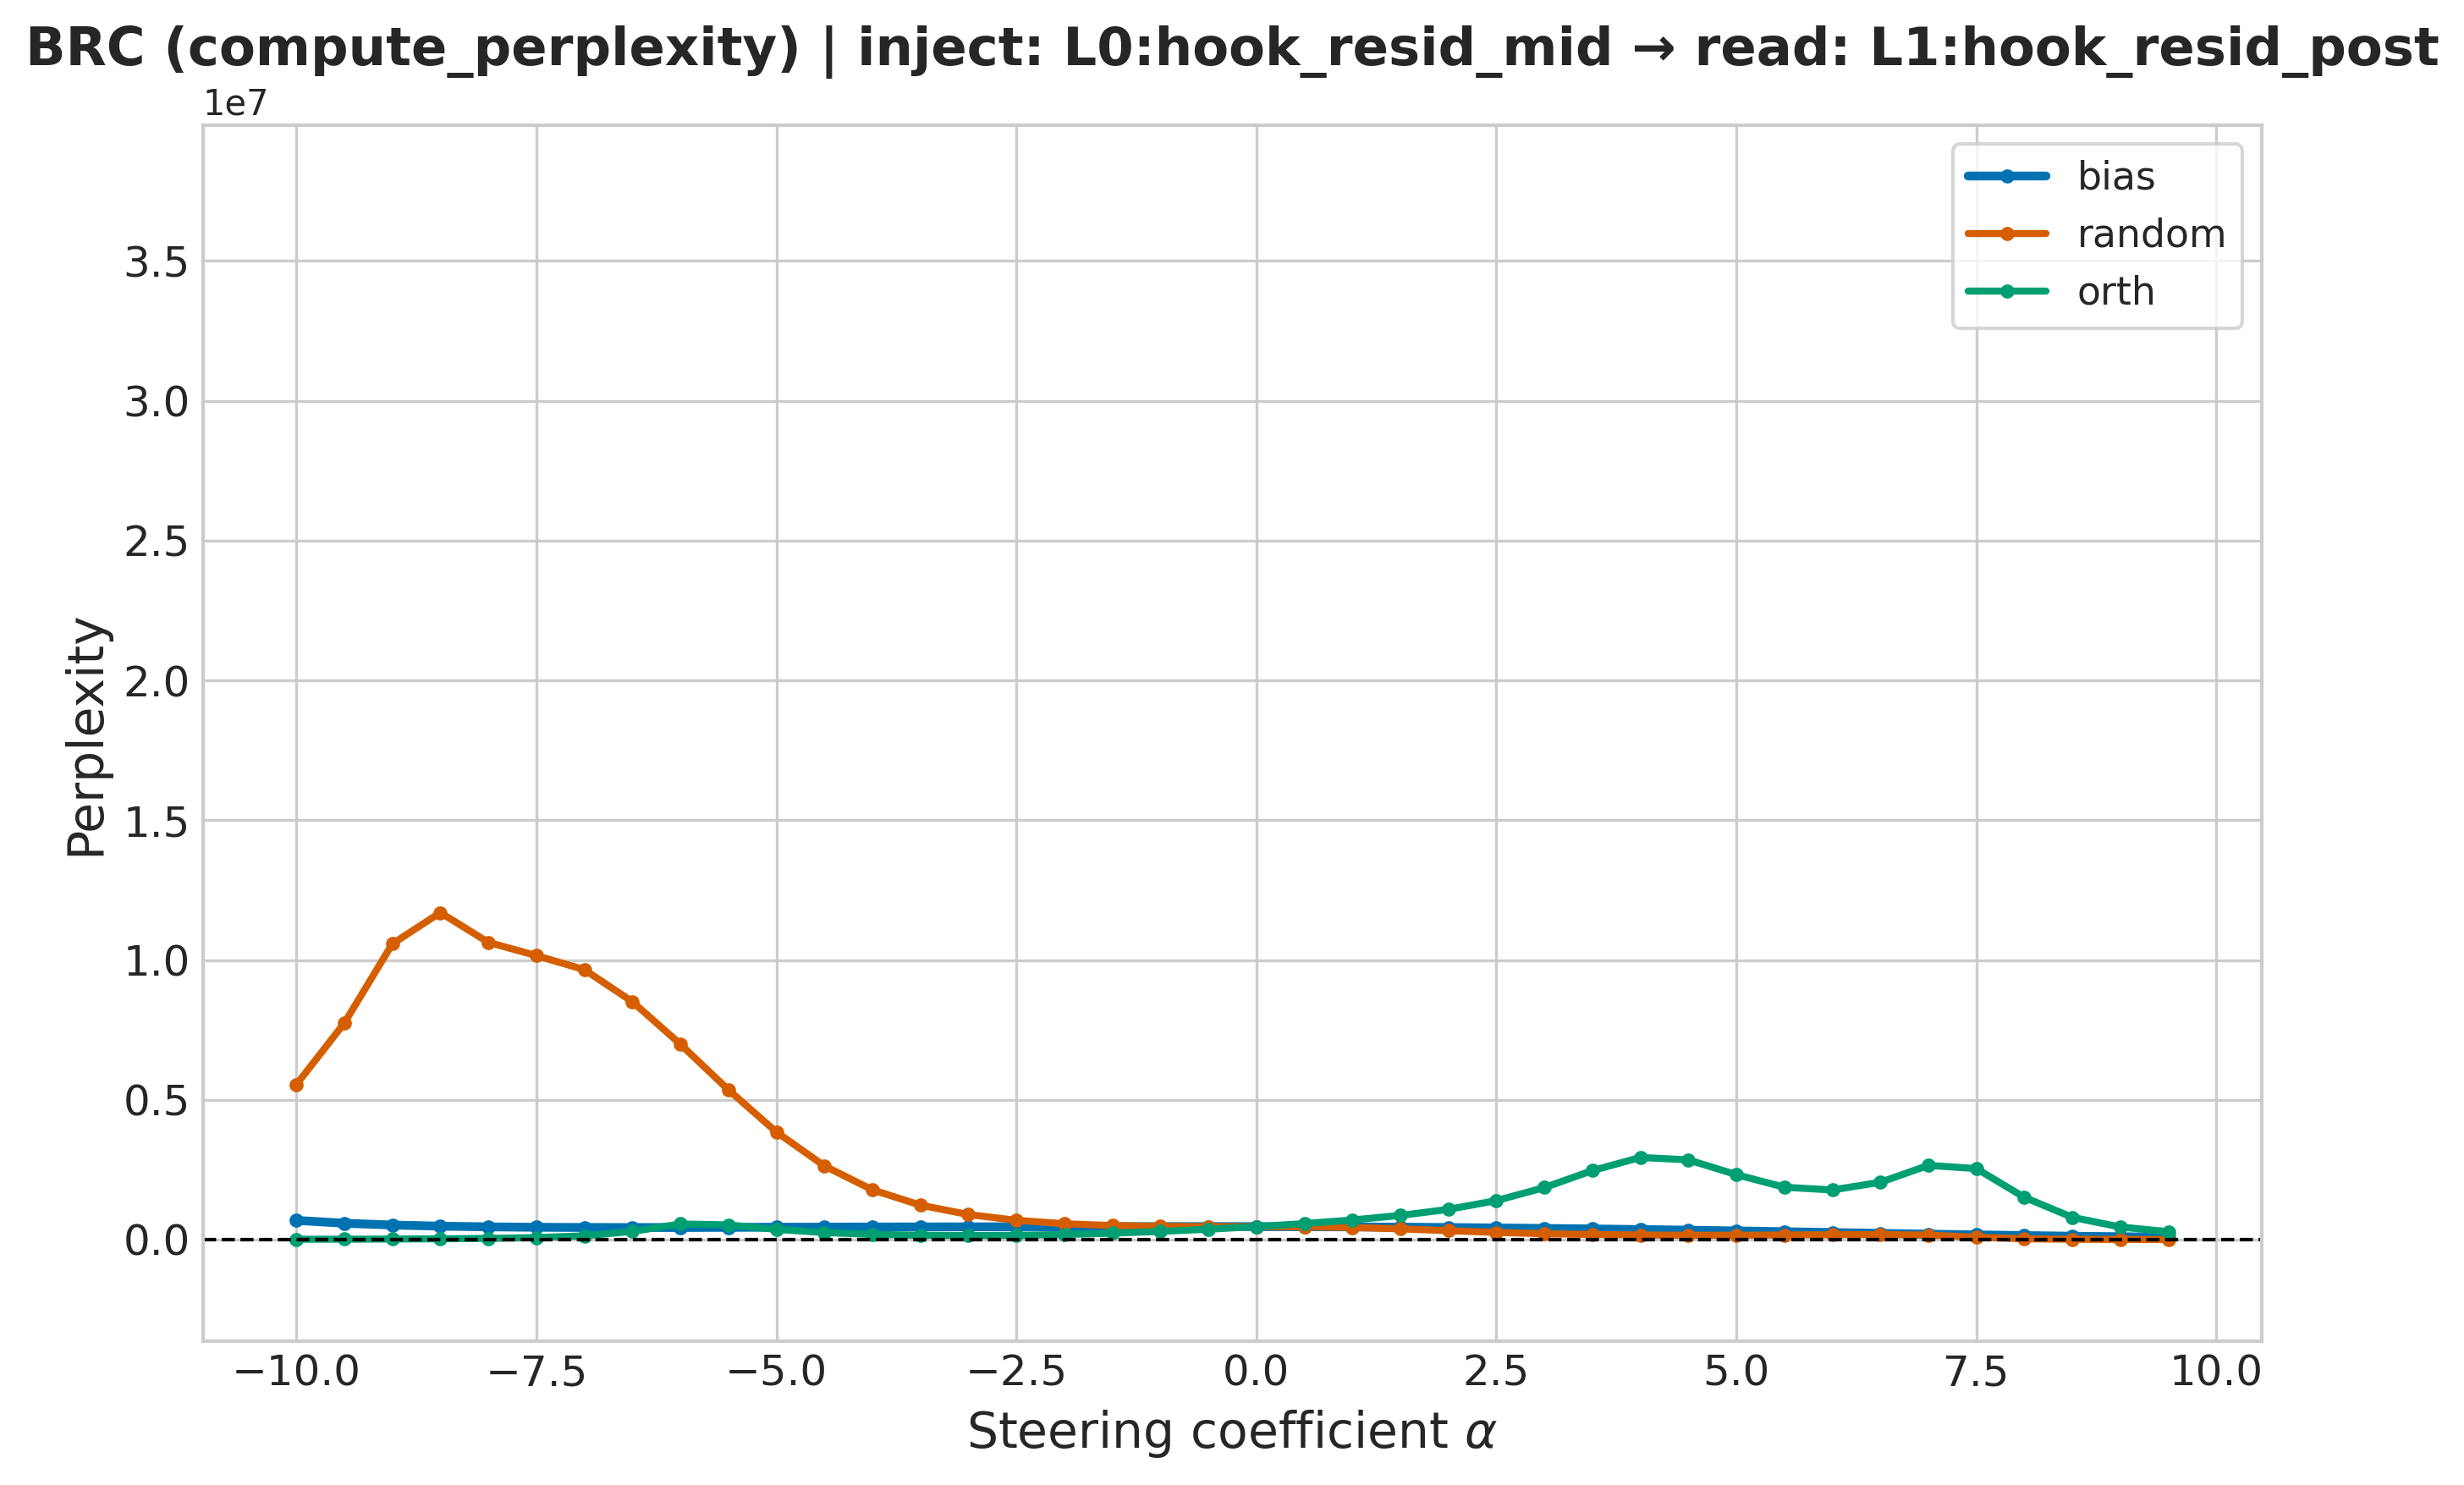 BRC (compute_perplexity) | inject: L0:hook_resid_mid → read: L1:hook_resid_post
1e7
bias
random
orth
3.5
3.0
2.5
2.0
1.5
1.0
0.5
0.0
Perplexity
−10.0 −7.5 −5.0 −2.5 0.0 2.5 5.0 7.5 10.0
Steering coefficient α